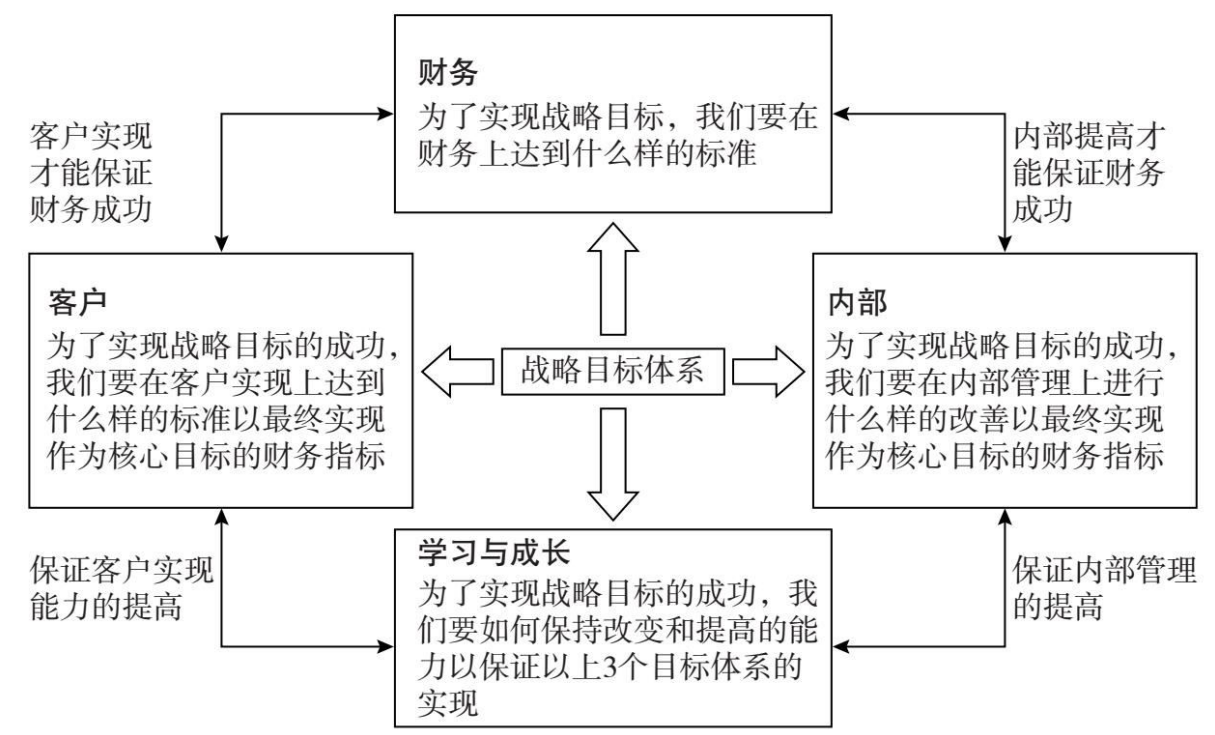 财务
为了实现战略目标，我们要在
财务上达到什么样的标准
客户实现
才能保证
财务成功
内部提高才
能保证财务
成功
客户
为了实现战略目标的成功，
我们要在客户实现上达到
什么样的标准以最终实现
作为核心目标的财务指标
战略目标体系
内部
为了实现战略目标的成功，
我们要在内部管理上进行
什么样的改善以最终实现
作为核心目标的财务指标
保证客户实现
能力的提高
学习与成长
为了实现战略目标的成功，我
们要如何保持改变和提高的能
力以保证以上3个目标体系的
实现
保证内部管理
的提高